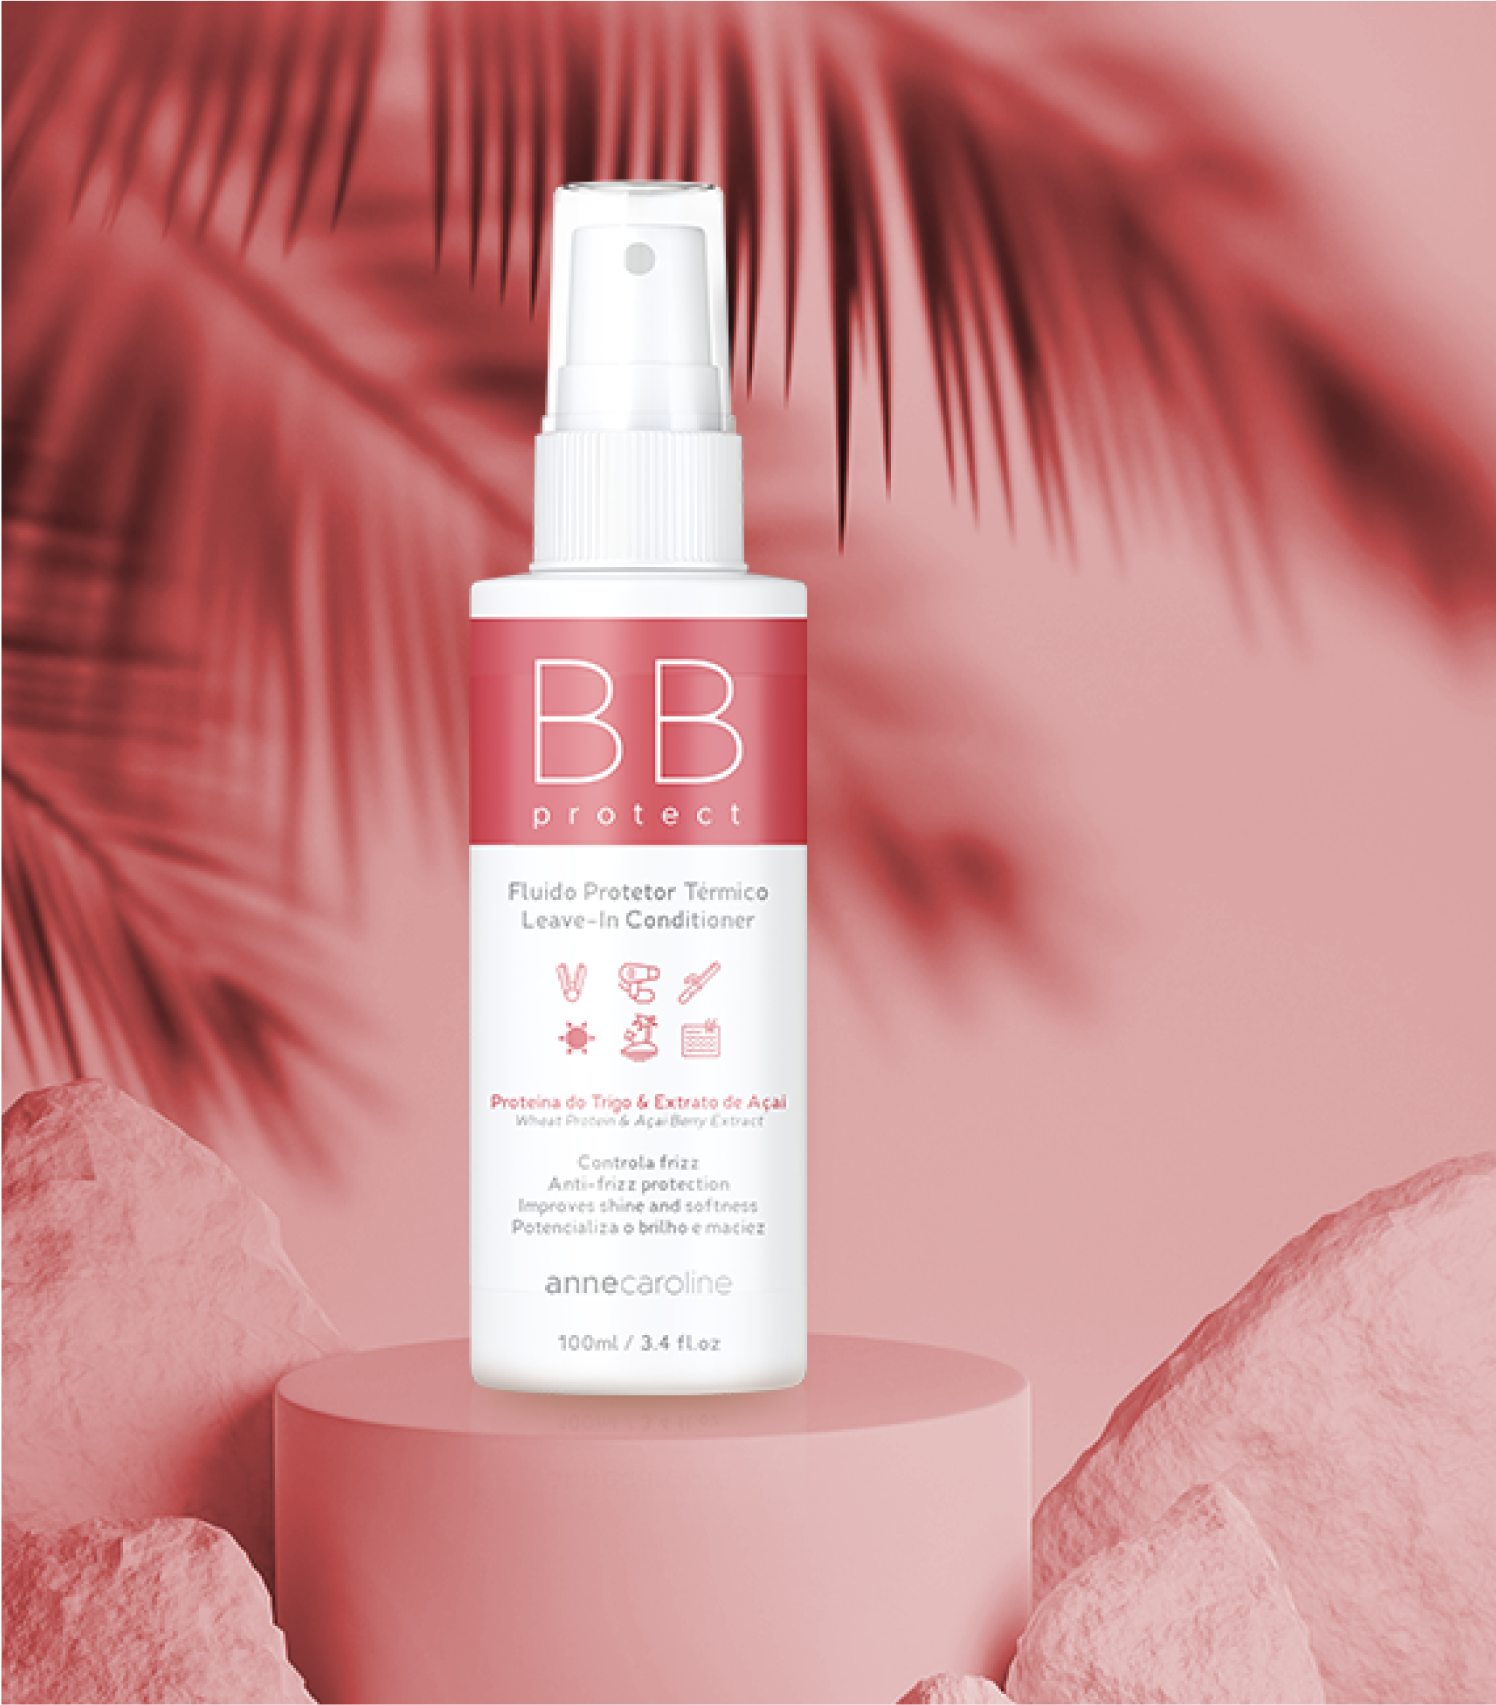 BB
protect
Fluido Protetor Térmico
Leave-In Conditioner
Proteína do Trigo & Extrato de Açaí
Wheat Protein & Açaí Berry Extract
Controla frizz
Anti-frizz protection
Improves shine and softness
Potencializa o brilho e maciez
annecaroline
100ml / 3.4 fl.oz